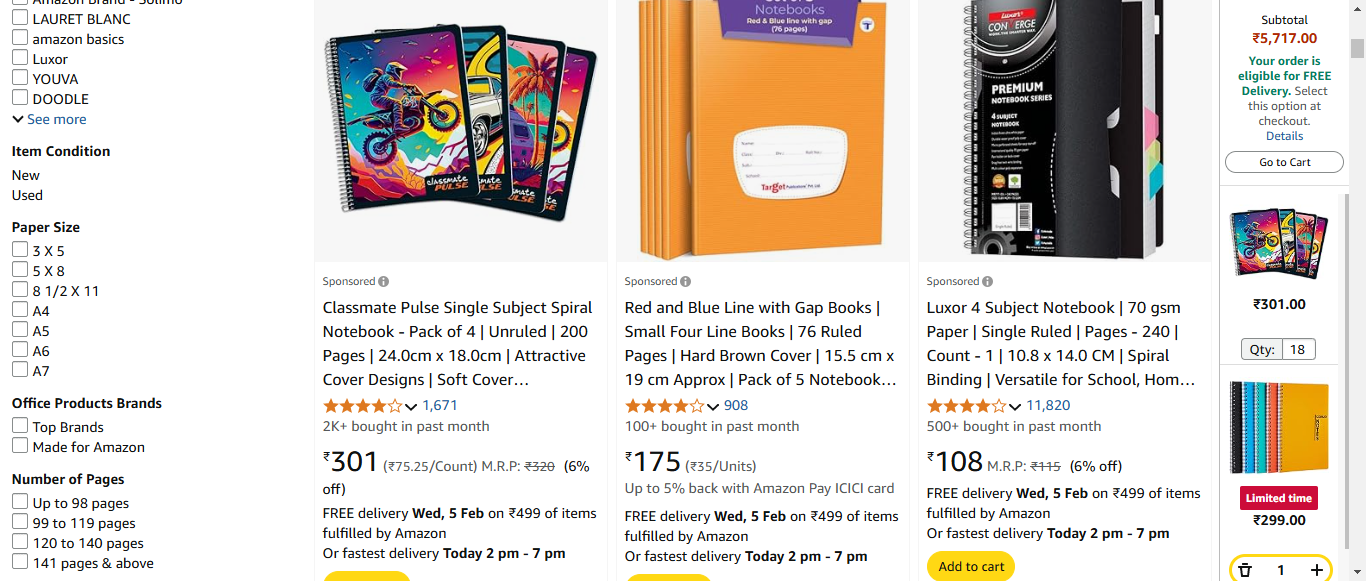 Amazon Brand - Solimo
LAURET BLANC
amazon basics
Luxor
YOUVA
DOODLE
See more
Item Condition
New
Used
Paper Size
3 X 5
5 X 8
8 1/2 X 11
A4
A5
A6
A7
Office Products Brands
Top Brands
Made for Amazon
Number of Pages
Up to 98 pages
99 to 119 pages
120 to 140 pages
141 pages & above
classmate
PULSE
Sponsored
Classmate Pulse Single Subject Spiral
Notebook - Pack of 4 | Unruled | 200
Pages | 24.0cm x 18.0cm | Attractive
Cover Designs | Soft Cover…
1,671
2K+ bought in past month
₹301 (₹75.25/Count) M.R.P: ₹320 (6%
off)
FREE delivery Wed, 5 Feb on ₹499 of items
fulfilled by Amazon
Or fastest delivery Today 2 pm - 7 pm
Notebooks
Red & Blue line with gap
(76 pages)
Target Publications Pvt. Ltd.
Sponsored
Red and Blue Line with Gap Books |
Small Four Line Books | 76 Ruled
Pages | Hard Brown Cover | 15.5 cm x
19 cm Approx | Pack of 5 Notebook…
908
100+ bought in past month
₹175 (₹35/Units)
Up to 5% back with Amazon Pay ICICI card
FREE delivery Wed, 5 Feb on ₹499 of items
fulfilled by Amazon
Or fastest delivery Today 2 pm - 7 pm
Luxor
CONVERGE
PREMIUM
NOTEBOOK SERIES
4 SUBJECT
NOTEBOOK
Sponsored
Luxor 4 Subject Notebook | 70 gsm
Paper | Single Ruled | Pages - 240 |
Count - 1 | 10.8 x 14.0 CM | Spiral
Binding | Versatile for School, Hom…
11,820
500+ bought in past month
₹108 M.R.P: ₹115 (6% off)
FREE delivery Wed, 5 Feb on ₹499 of items
fulfilled by Amazon
Or fastest delivery Today 2 pm - 7 pm
Add to cart
Subtotal
₹5,717.00
Your order is
eligible for FREE
Delivery. Select
this option at
checkout.
Details
Go to Cart
₹301.00
Qty: 18
Limited time
₹299.00
1